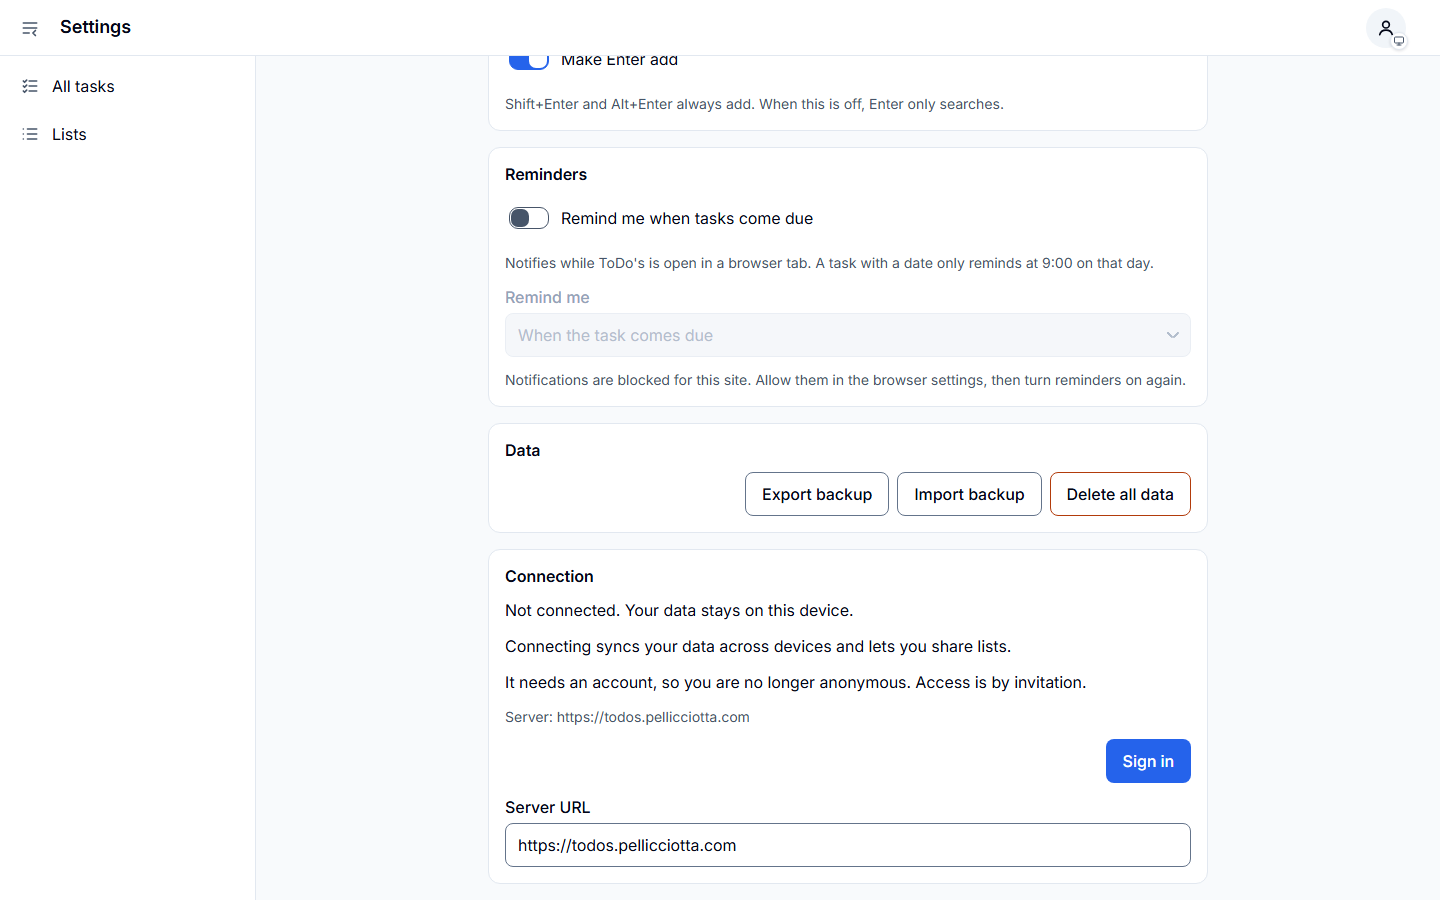 Settings
All tasks
Lists
Make Enter add
Shift+Enter and Alt+Enter always add. When this is off, Enter only searches.
Reminders
Remind me when tasks come due
Notifies while ToDo's is open in a browser tab. A task with a date only reminds at 9:00 on that day.
Remind me
When the task comes due
Notifications are blocked for this site. Allow them in the browser settings, then turn reminders on again.
Data
Export backup
Import backup
Delete all data
Connection
Not connected. Your data stays on this device.
Connecting syncs your data across devices and lets you share lists.
It needs an account, so you are no longer anonymous. Access is by invitation.
Server: https://todos.pellicciotta.com
Sign in
Server URL
https://todos.pellicciotta.com